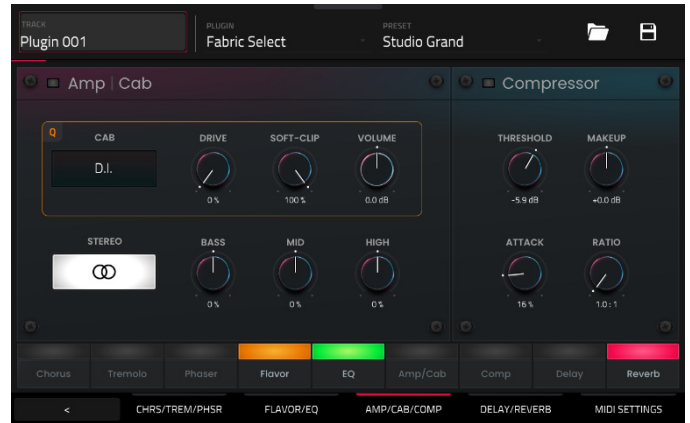 TRACK PLUGIN PRESET
Plugin 001 Fabric Select Studio Grand
Amp | Cab Compressor
Q CAB DRIVE SOFT-CLIP VOLUME THRESHOLD MAKEUP
D.I.
0 % 100 % 0.0 dB -5.9 dB +0.0 dB
STEREO BASS MID HIGH ATTACK RATIO
0 % 0 % 0 % 16 % 1.0 : 1
Chorus Tremolo Phaser Flavor EQ Amp/Cab Comp Delay Reverb
< CHRS/TREM/PHSR FLAVOR/EQ AMP/CAB/COMP DELAY/REVERB MIDI SETTINGS